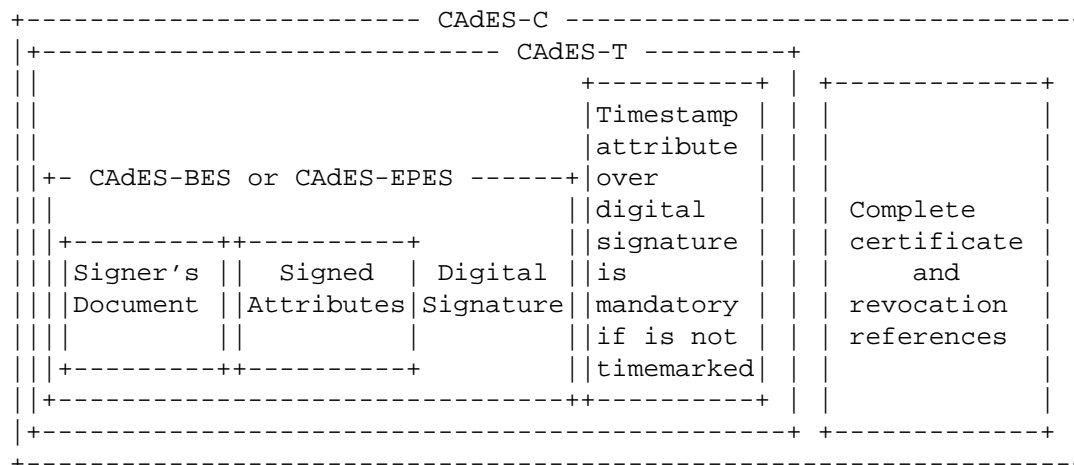 +------------------------- CAdES-C --------------------------------
|+----------------------------- CAdES-T ---------+
||                                  +----------+ | +-------------+
||                                  |Timestamp | | |             |
||                                  |attribute | | |             |
||+- CAdES-BES or CAdES-EPES ------+|over      | | |             |
|||                                ||digital   | | | Complete    |
|||+---------++----------+         ||signature | | | certificate |
||||Signer's || Signed   | Digital ||is        | | |     and     |
||||Document ||Attributes|Signature||mandatory | | | revocation  |
||||         ||          |         ||if is not | | | references  |
|||+---------++----------+         ||timemarked| | |             |
||+--------------------------------++----------+ | |             |
|+-----------------------------------------------+ +-------------+
+------------------------------------------------------------------